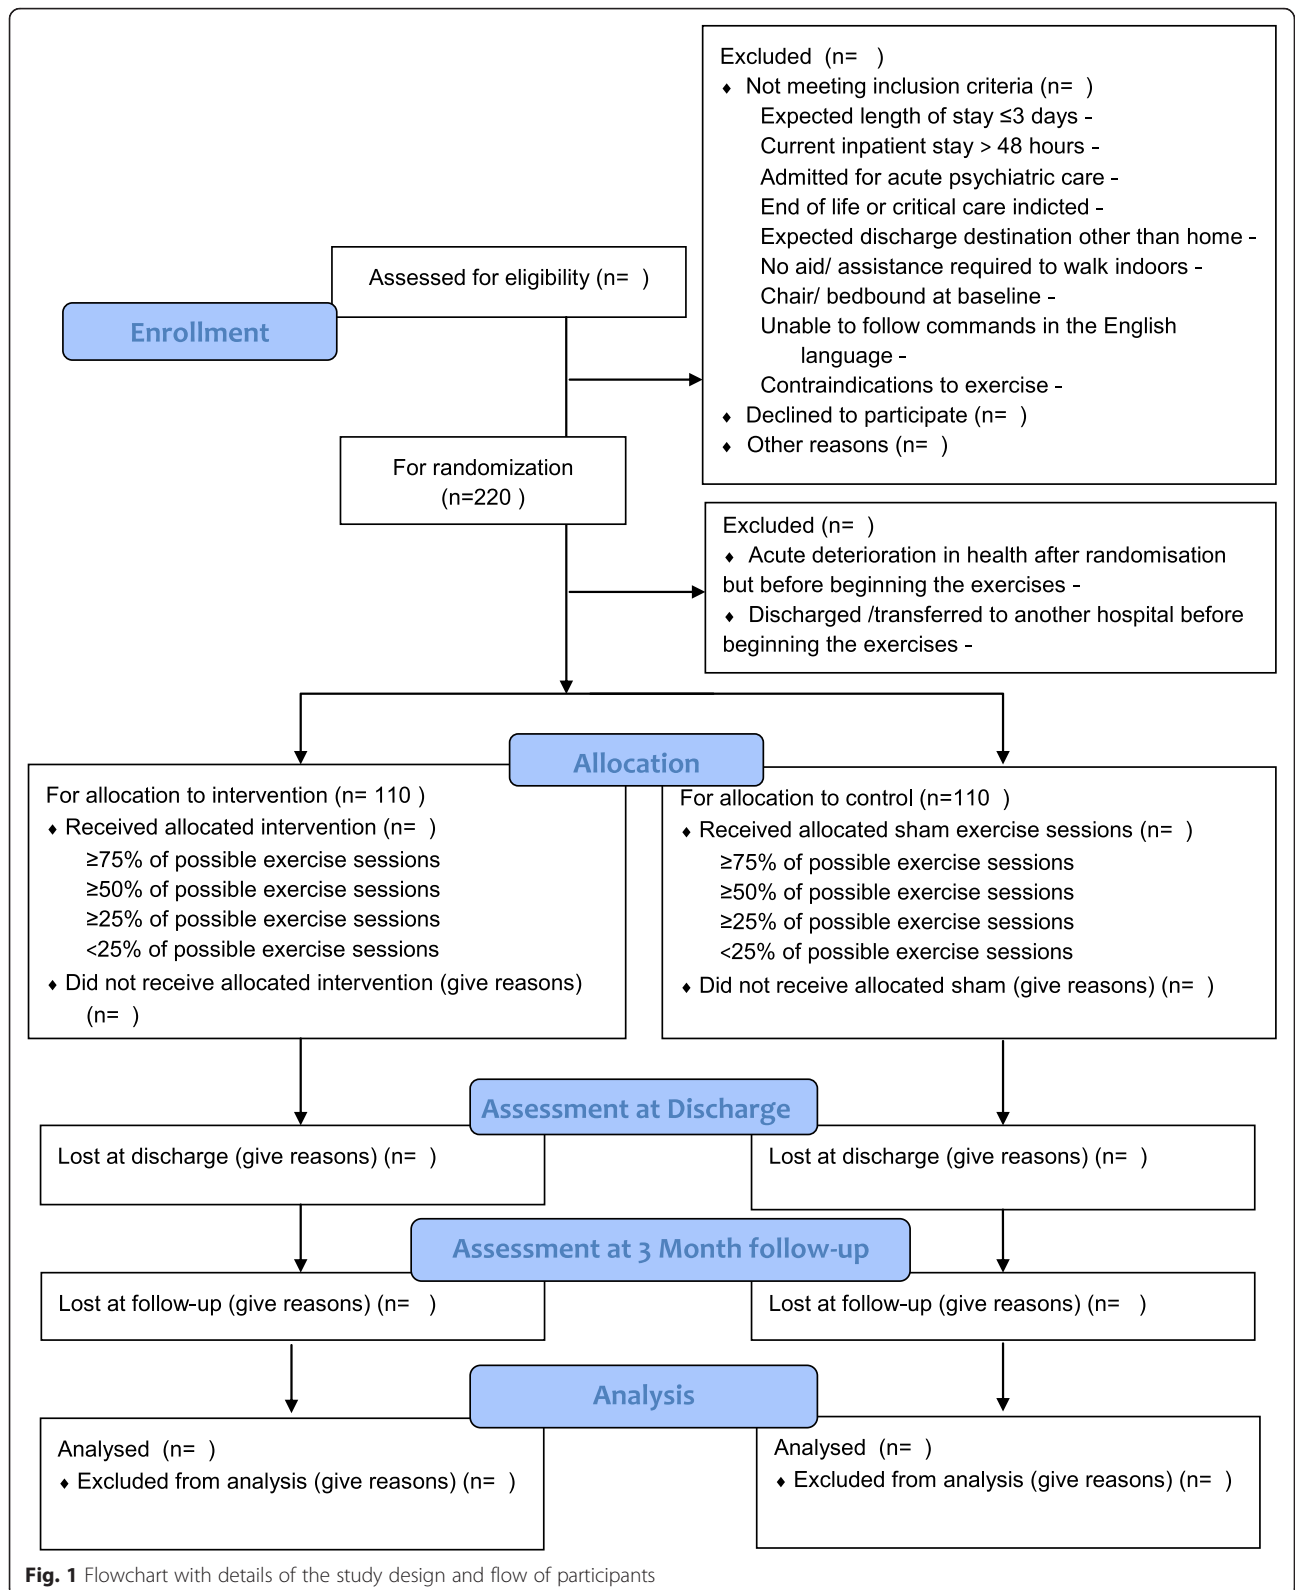 Excluded (n= )
♦ Not meeting inclusion criteria (n= )
Expected length of stay ≤3 days -
Current inpatient stay > 48 hours -
Admitted for acute psychiatric care -
End of life or critical care indicted -
Expected discharge destination other than home -
No aid/ assistance required to walk indoors -
Chair/ bedbound at baseline -
Unable to follow commands in the English
language -
Contraindications to exercise -
♦ Declined to participate (n= )
♦ Other reasons (n= )
Assessed for eligibility (n= )
Enrollment
For randomization
(n=220 )
Excluded (n= )
♦ Acute deterioration in health after randomisation
but before beginning the exercises -
♦ Discharged /transferred to another hospital before
beginning the exercises -
Allocation
For allocation to intervention (n= 110 )
♦ Received allocated intervention (n= )
≥75% of possible exercise sessions
≥50% of possible exercise sessions
≥25% of possible exercise sessions
<25% of possible exercise sessions
♦ Did not receive allocated intervention (give reasons)
(n= )
For allocation to control (n=110 )
♦ Received allocated sham exercise sessions (n= )
≥75% of possible exercise sessions
≥50% of possible exercise sessions
≥25% of possible exercise sessions
<25% of possible exercise sessions
♦ Did not receive allocated sham (give reasons) (n= )
Assessment at Discharge
Lost at discharge (give reasons) (n= )
Lost at discharge (give reasons) (n= )
Assessment at 3 Month follow-up
Lost at follow-up (give reasons) (n= )
Lost at follow-up (give reasons) (n= )
Analysis
Analysed (n= )
♦ Excluded from analysis (give reasons) (n= )
Analysed (n= )
♦ Excluded from analysis (give reasons) (n= )
Fig. 1 Flowchart with details of the study design and flow of participants